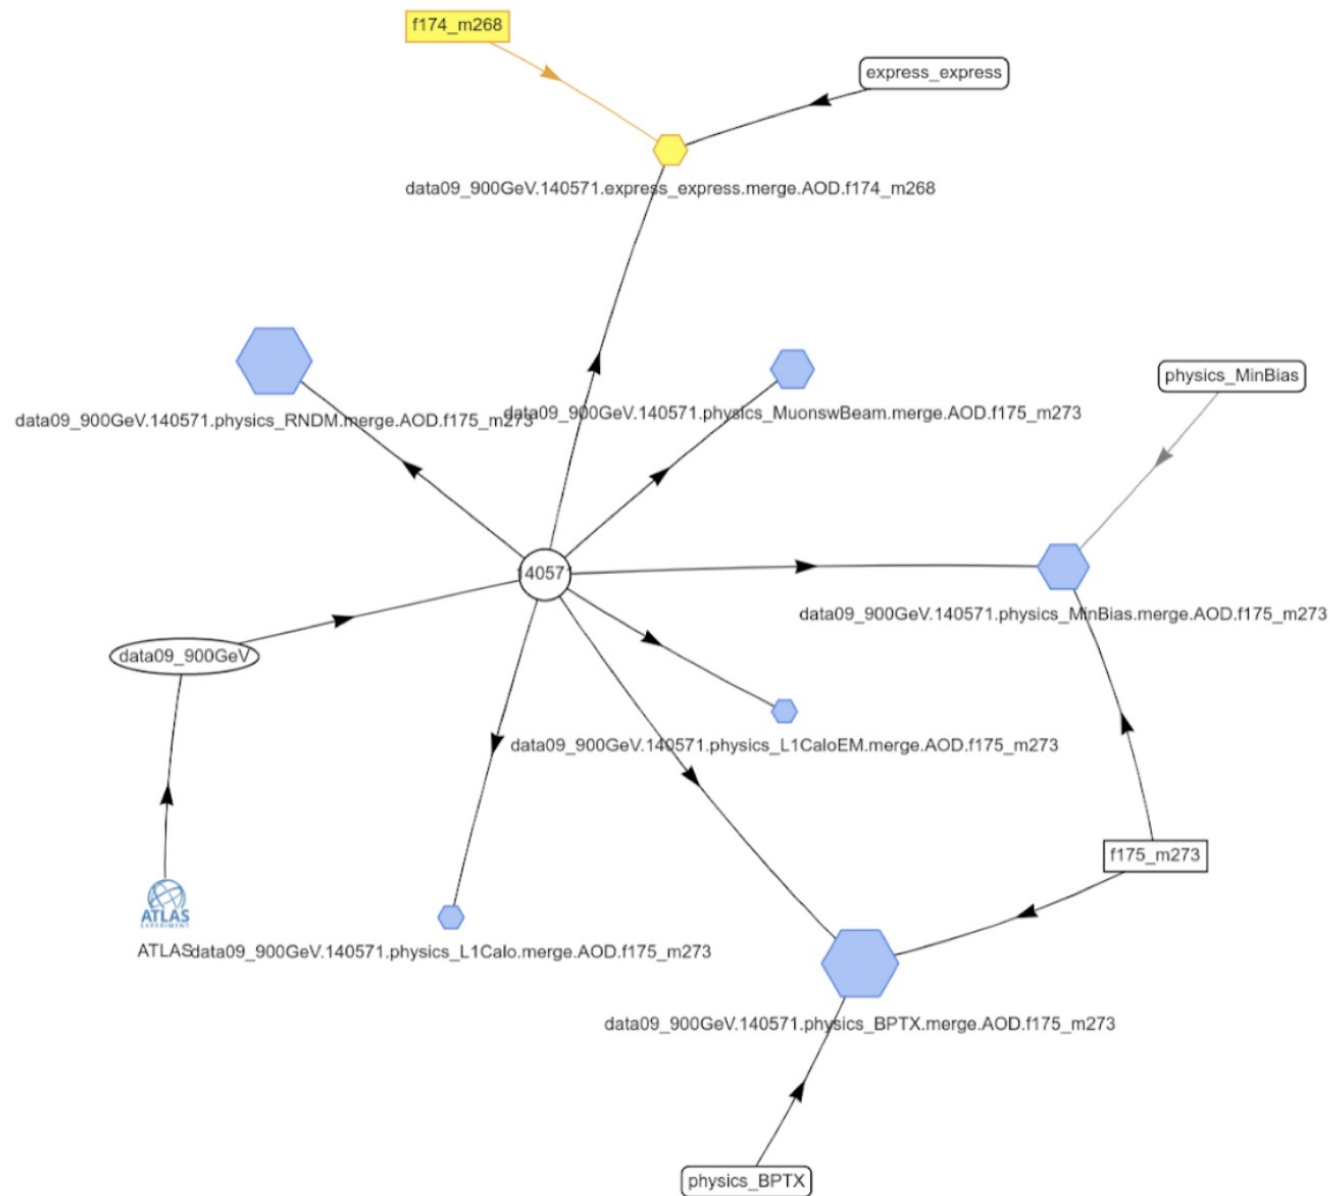 f174_m268
express_express
data09_900GeV.140571.express_express.merge.AOD.f174_m268
physics_MinBias
data09_900GeV.140571.physics_RNDM.merge.AOD.f175_m273
data09_900GeV.140571.physics_MuonswBeam.merge.AOD.f175_m273
140571
data09_900GeV.140571.physics_MinBias.merge.AOD.f175_m273
data09_900GeV
data09_900GeV.140571.physics_L1CaloEM.merge.AOD.f175_m273
f175_m273
ATLAS
EXPERIMENT
ATLAS
data09_900GeV.140571.physics_L1Calo.merge.AOD.f175_m273
data09_900GeV.140571.physics_BPTX.merge.AOD.f175_m273
physics_BPTX